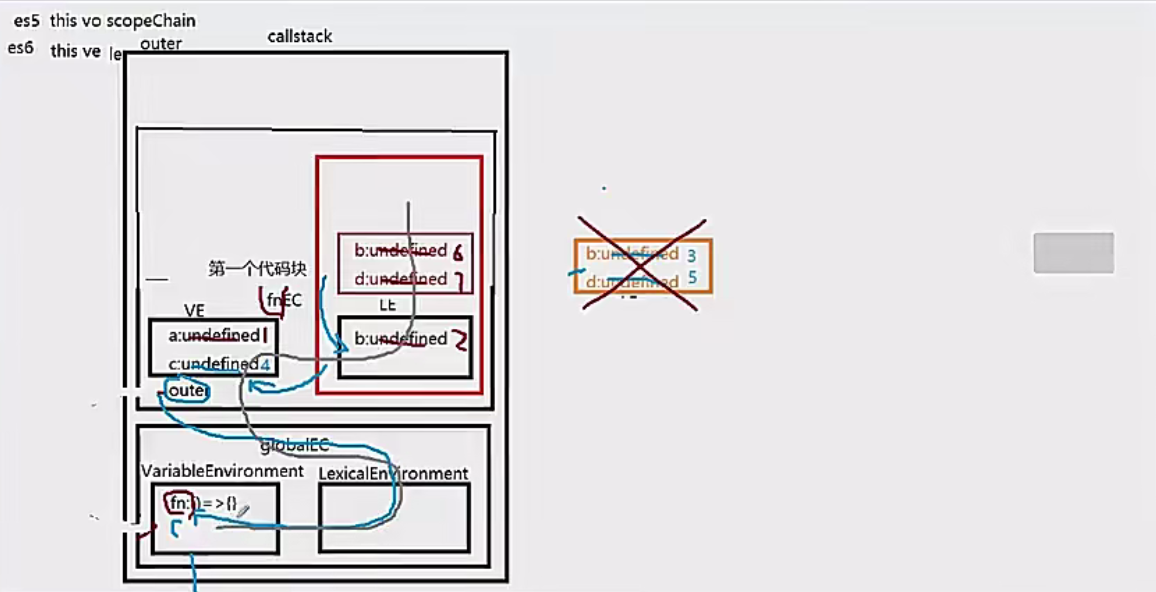 es5 this vo scopeChain
es6 this ve le outer
callstack
第一个代码块
fnEC
VE
a:undefined 1
c:undefined 4
outer
b:undefined 6
d:undefined 7
LE
b:undefined 2
b:undefined 3
d:undefined 5
globalEC
VariableEnvironment
LexicalEnvironment
fn:()=>{}